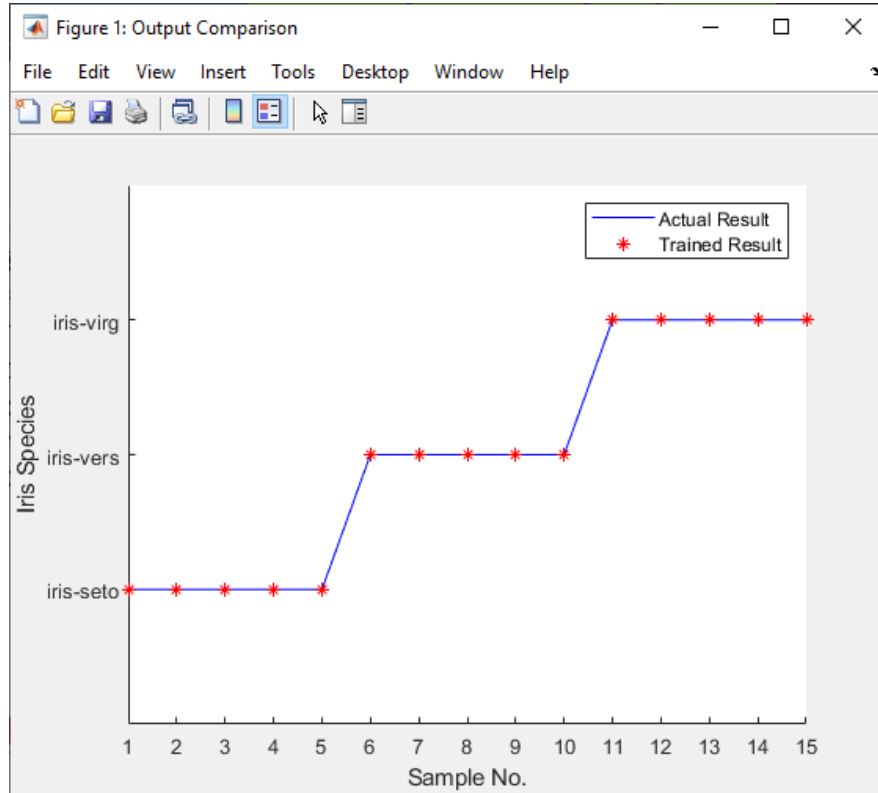 Figure 1: Output Comparison
File Edit View Insert Tools Desktop Window Help
Actual Result
Trained Result
iris-virg
iris-vers
iris-seto
Iris Species
1 2 3 4 5 6 7 8 9 10 11 12 13 14 15
Sample No.